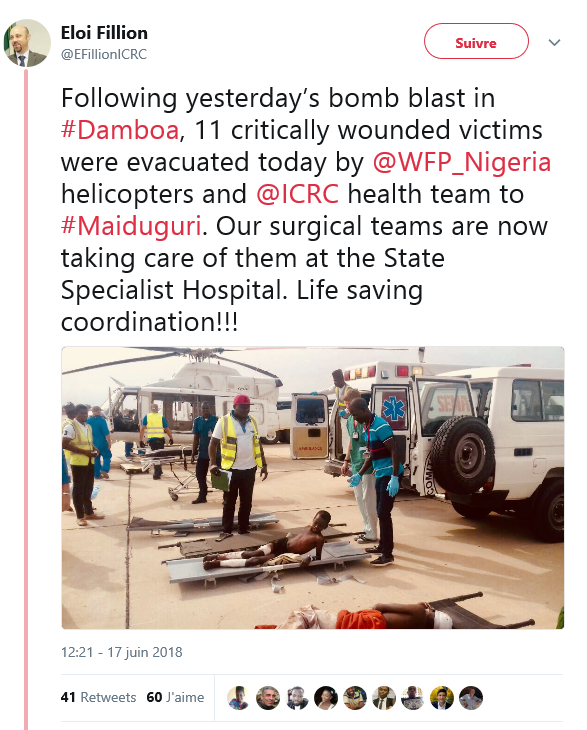 Eloi Fillion
@EFillionICRC
Suivre
Following yesterday's bomb blast in
#Damboa, 11 critically wounded victims
were evacuated today by @WFP_Nigeria
helicopters and @ICRC health team to
#Maiduguri. Our surgical teams are now
taking care of them at the State
Specialist Hospital. Life saving
coordination!!!
AMBULANCE
12:21 - 17 juin 2018
41 Retweets 60 J'aime